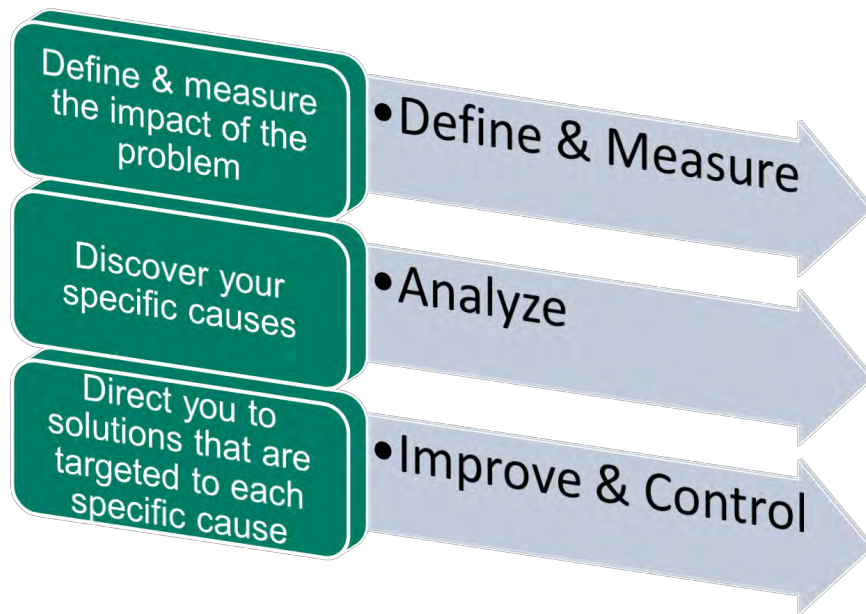 Define & measure
the impact of the
problem
•Define & Measure
Discover your
specific causes
•Analyze
Direct you to
solutions that are
targeted to each
specific cause
•Improve & Control